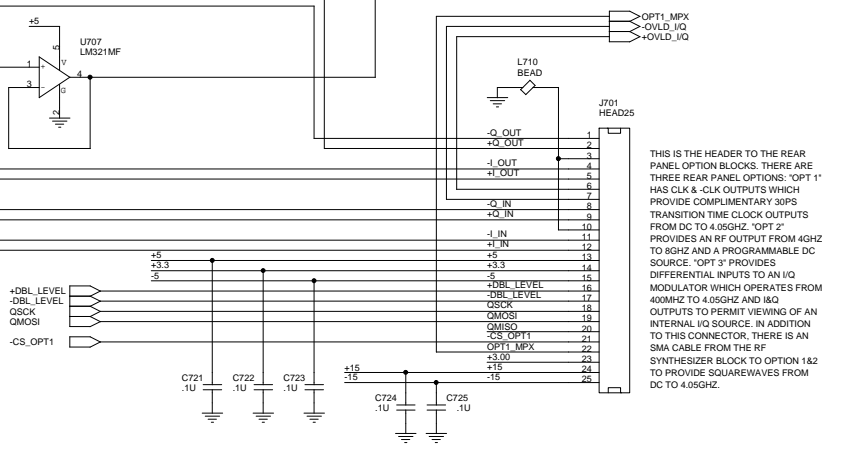 OPT1_MPX
-OVLD_I/Q
+OVLD_I/Q
+5
U707
LM321MF
5
V
1
+
4
3
-
G
2
L710
BEAD
J701
HEAD25
-Q_OUT 1
+Q_OUT 2
3
-I_OUT 4
+I_OUT 5
6
7
-Q_IN 8
+Q_IN 9
10
-I_IN 11
+I_IN 12
+5 +5 13
+3.3 +3.3 14
-5 -5 15
+DBL_LEVEL +DBL_LEVEL 16
-DBL_LEVEL -DBL_LEVEL 17
QSCK QSCK 18
QMOSI QMOSI 19
QMISO 20
-CS_OPT1 -CS_OPT1 21
OPT1_MPX 22
+3.00 23
+15 +15 24
-15 -15 25
C721
.1U
C722
.1U
C723
.1U
C724
.1U
C725
.1U
THIS IS THE HEADER TO THE REAR
PANEL OPTION BLOCKS. THERE ARE
THREE REAR PANEL OPTIONS: "OPT 1"
HAS CLK & -CLK OUTPUTS WHICH
PROVIDE COMPLIMENTARY 30PS
TRANSITION TIME CLOCK OUTPUTS
FROM DC TO 4.05GHZ. "OPT 2"
PROVIDES AN RF OUTPUT FROM 4GHZ
TO 8GHZ AND A PROGRAMMABLE DC
SOURCE. "OPT 3" PROVIDES
DIFFERENTIAL INPUTS TO AN I/Q
MODULATOR WHICH OPERATES FROM
400MHZ TO 4.05GHZ AND I&Q
OUTPUTS TO PERMIT VIEWING OF AN
INTERNAL I/Q SOURCE. IN ADDITION
TO THIS CONNECTOR, THERE IS AN
SMA CABLE FROM THE RF
SYNTHESIZER BLOCK TO OPTION 1&2
TO PROVIDE SQUAREWAVES FROM
DC TO 4.05GHZ.